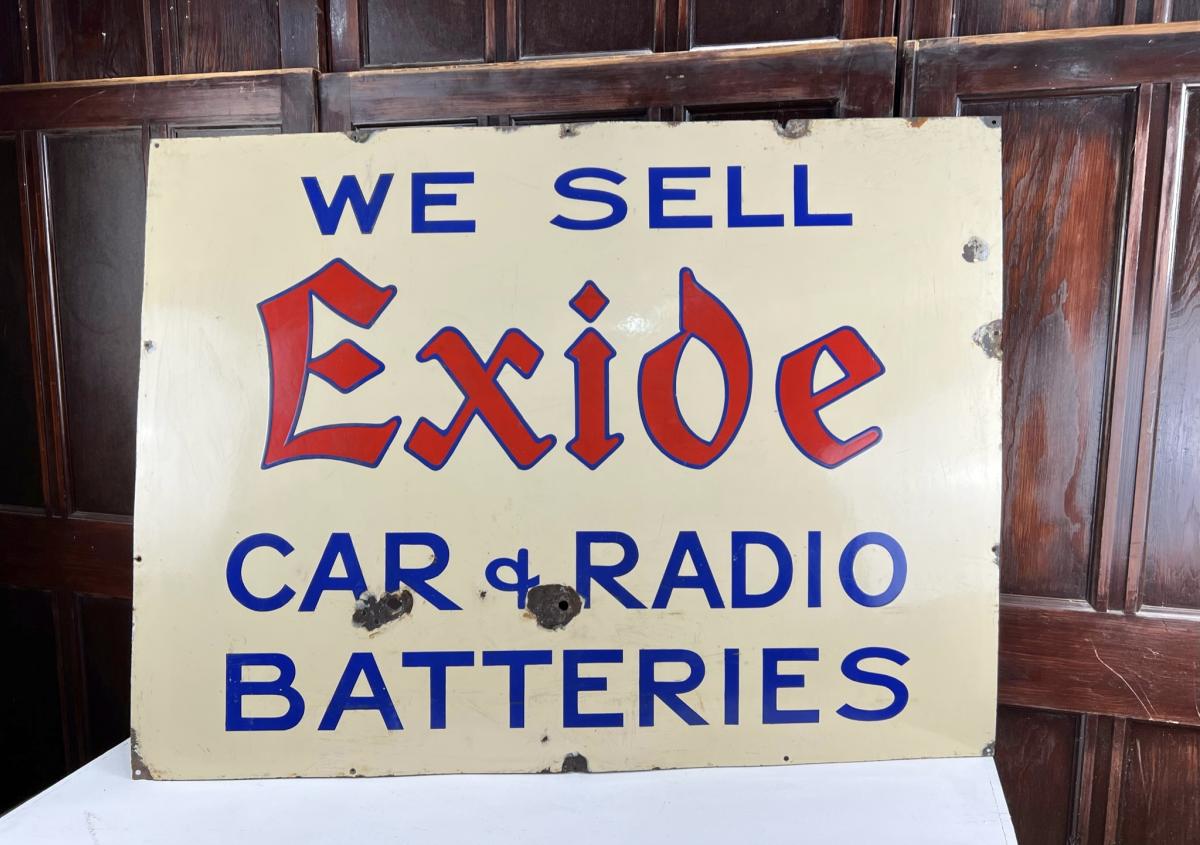 WE SELL
Exide
CAR & RADIO
BATTERIES